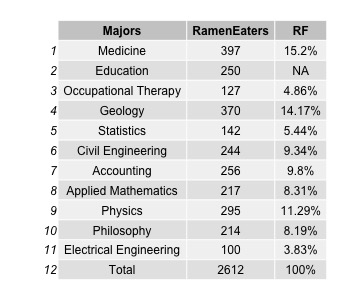 Majors RamenEaters RF
1 Medicine 397 15.2%
2 Education 250 NA
3 Occupational Therapy 127 4.86%
4 Geology 370 14.17%
5 Statistics 142 5.44%
6 Civil Engineering 244 9.34%
7 Accounting 256 9.8%
8 Applied Mathematics 217 8.31%
9 Physics 295 11.29%
10 Philosophy 214 8.19%
11 Electrical Engineering 100 3.83%
12 Total 2612 100%